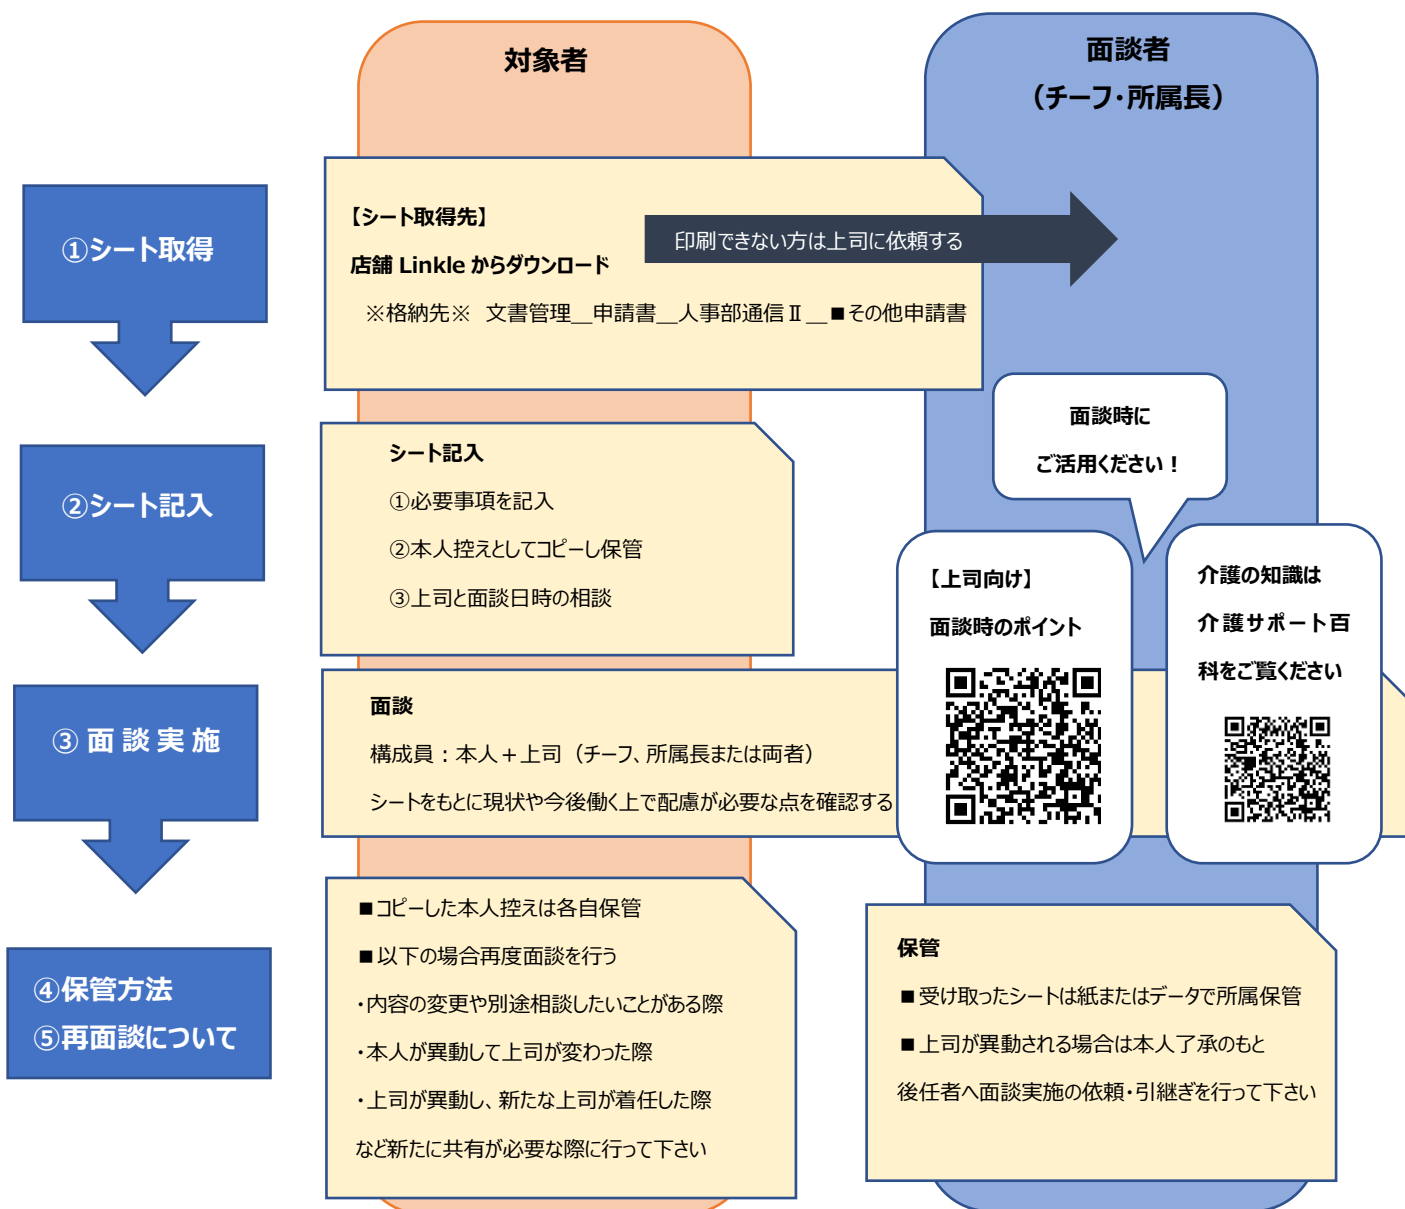 対象者
面談者
(チーフ・所属長)
①シート取得
【シート取得先】
店舗 Linkle からダウンロード
※格納先※ 文書管理__申請書__人事部通信Ⅱ__■その他申請書
印刷できない方は上司に依頼する
②シート記入
シート記入
①必要事項を記入
②本人控えとしてコピーし保管
③上司と面談日時の相談
面談時に
ご活用ください！
【上司向け】
面談時のポイント
介護の知識は
介護サポート百
科をご覧ください
③面談実施
面談
構成員：本人+上司（チーフ、所属長または両者）
シートをもとに現状や今後働く上で配慮が必要な点を確認する
④保管方法
⑤再面談について
■コピーした本人控えは各自保管
■以下の場合再度面談を行う
・内容の変更や別途相談したいことがある際
・本人が異動して上司が変わった際
・上司が異動し、新たな上司が着任した際
など新たに共有が必要な際に行って下さい
保管
■受け取ったシートは紙またはデータで所属保管
■上司が異動される場合は本人了承のもと
後任者へ面談実施の依頼・引継ぎを行って下さい